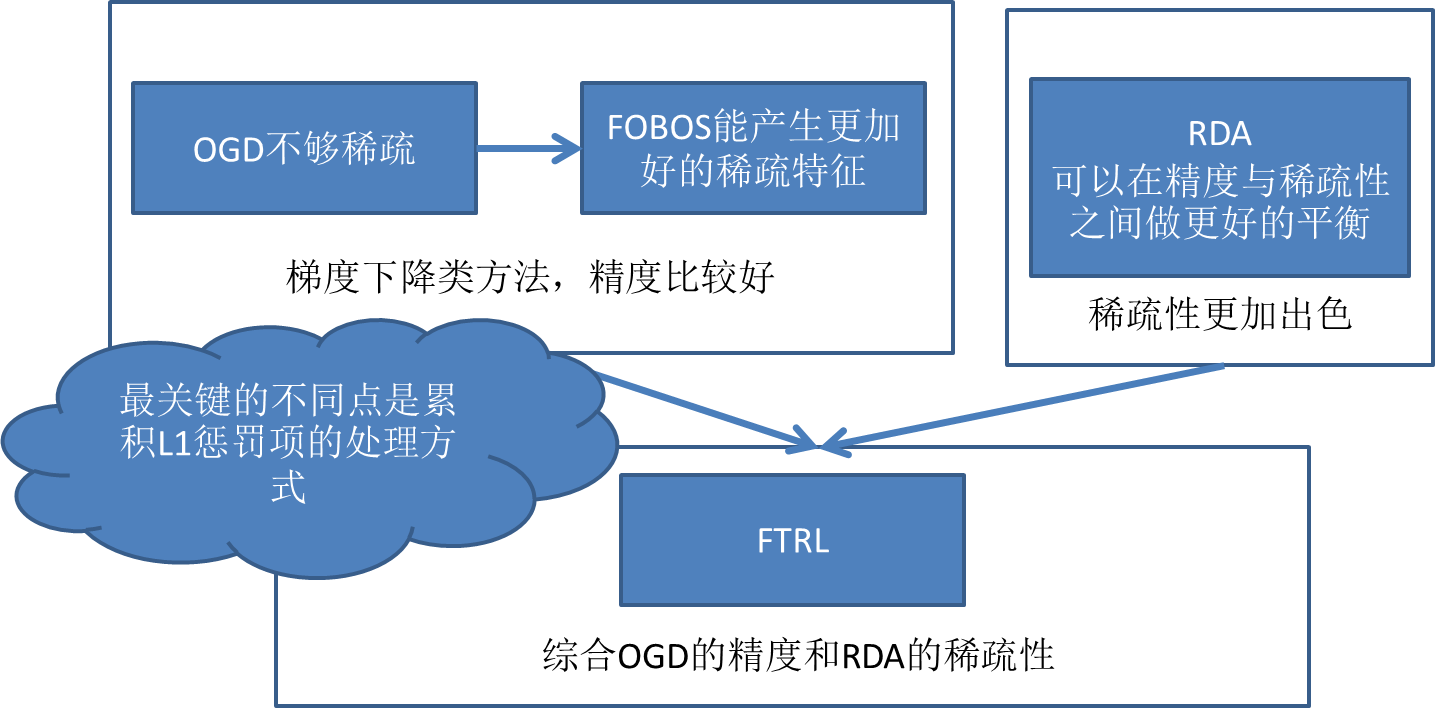 OGD不够稀疏
FOBOS能产生更加
好的稀疏特征
梯度下降类方法，精度比较好
RDA
可以在精度与稀疏性
之间做更好的平衡
稀疏性更加出色
最关键的不同点是累
积L1惩罚项的处理方
式
FTRL
综合OGD的精度和RDA的稀疏性